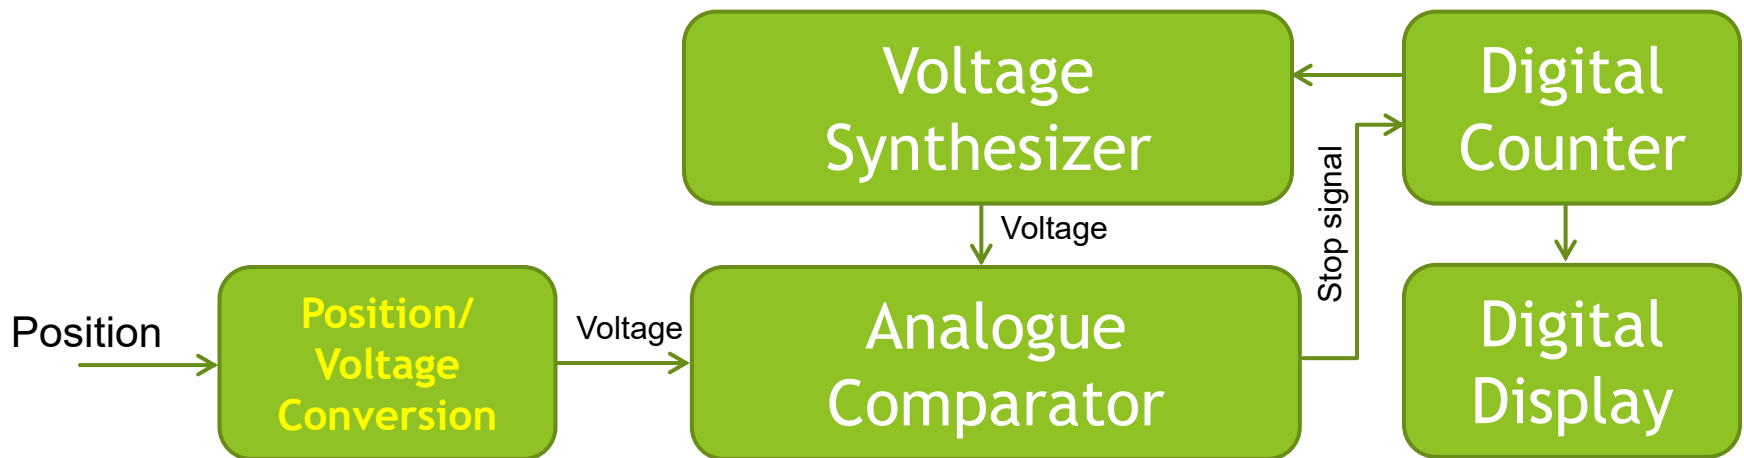 Voltage
Synthesizer
Digital
Counter
Voltage
Stop signal
Position
Position/
Voltage
Conversion
Voltage
Analogue
Comparator
Digital
Display